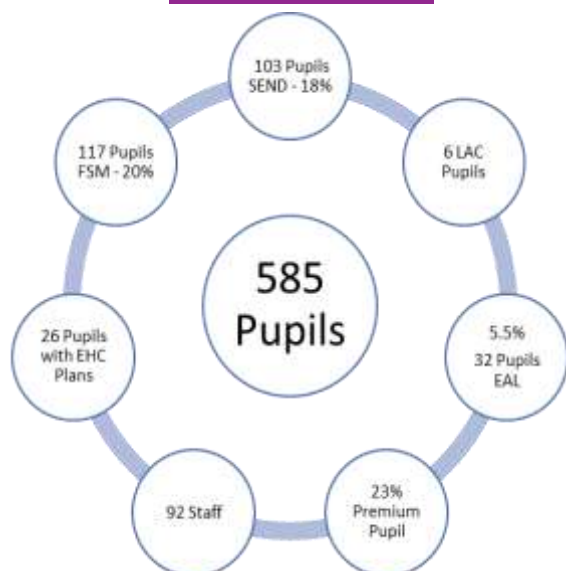 103 Pupils
SEND - 18%
6 LAC
Pupils
5.5%
32 Pupils
EAL
23%
Premium
Pupil
92 Staff
26 Pupils
with EHC
Plans
117 Pupils
FSM - 20%
585
Pupils